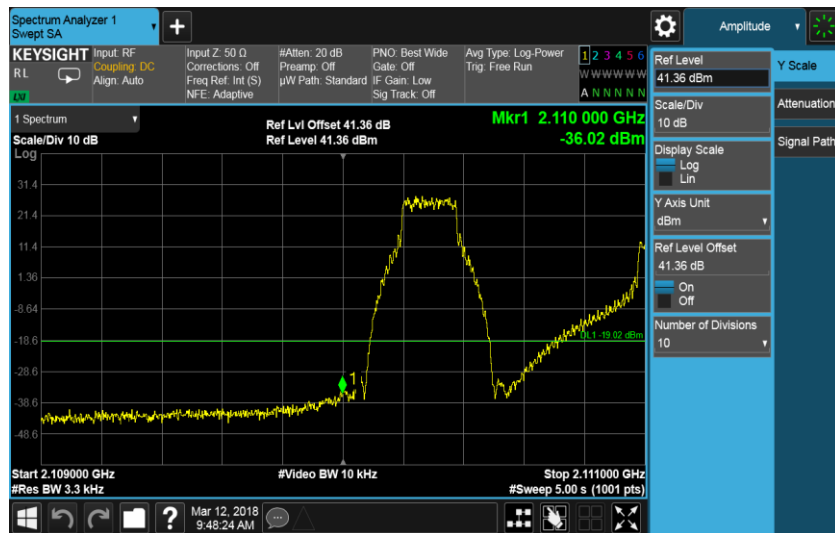 Spectrum Analyzer 1
Swept SA
+
Amplitude
KEYSIGHT
RL
LXI
Input: RF
Coupling: DC
Align: Auto
Input Z: 50 Ω
Corrections: Off
Freq Ref: Int (S)
NFE: Adaptive
#Atten: 20 dB
Preamp: Off
µW Path: Standard
PNO: Best Wide
Gate: Off
IF Gain: Low
Sig Track: Off
Avg Type: Log-Power
Trig: Free Run
1 2 3 4 5 6
W W W W W W
A N N N N N
1 Spectrum
Scale/Div 10 dB
Log
Ref Lvl Offset 41.36 dB
Ref Level 41.36 dBm
Mkr1 2.110 000 GHz
-36.02 dBm
31.4
21.4
11.4
1.36
-8.64
-18.6
-28.6
-38.6
-48.6
1
DL1 -19.02 dBm
Start 2.109000 GHz
#Res BW 3.3 kHz
#Video BW 10 kHz
Stop 2.111000 GHz
#Sweep 5.00 s (1001 pts)
Ref Level
41.36 dBm
Scale/Div
10 dB
Display Scale
Log
Lin
Y Axis Unit
dBm
Ref Level Offset
41.36 dB
On
Off
Number of Divisions
10
Y Scale
Attenuation
Signal Path
?
Mar 12, 2018
9:48:24 AM